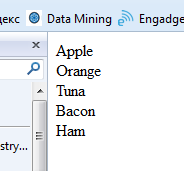 декс Data Mining Engadge
Apple
Orange
Tuna
Bacon
Ham
stry...